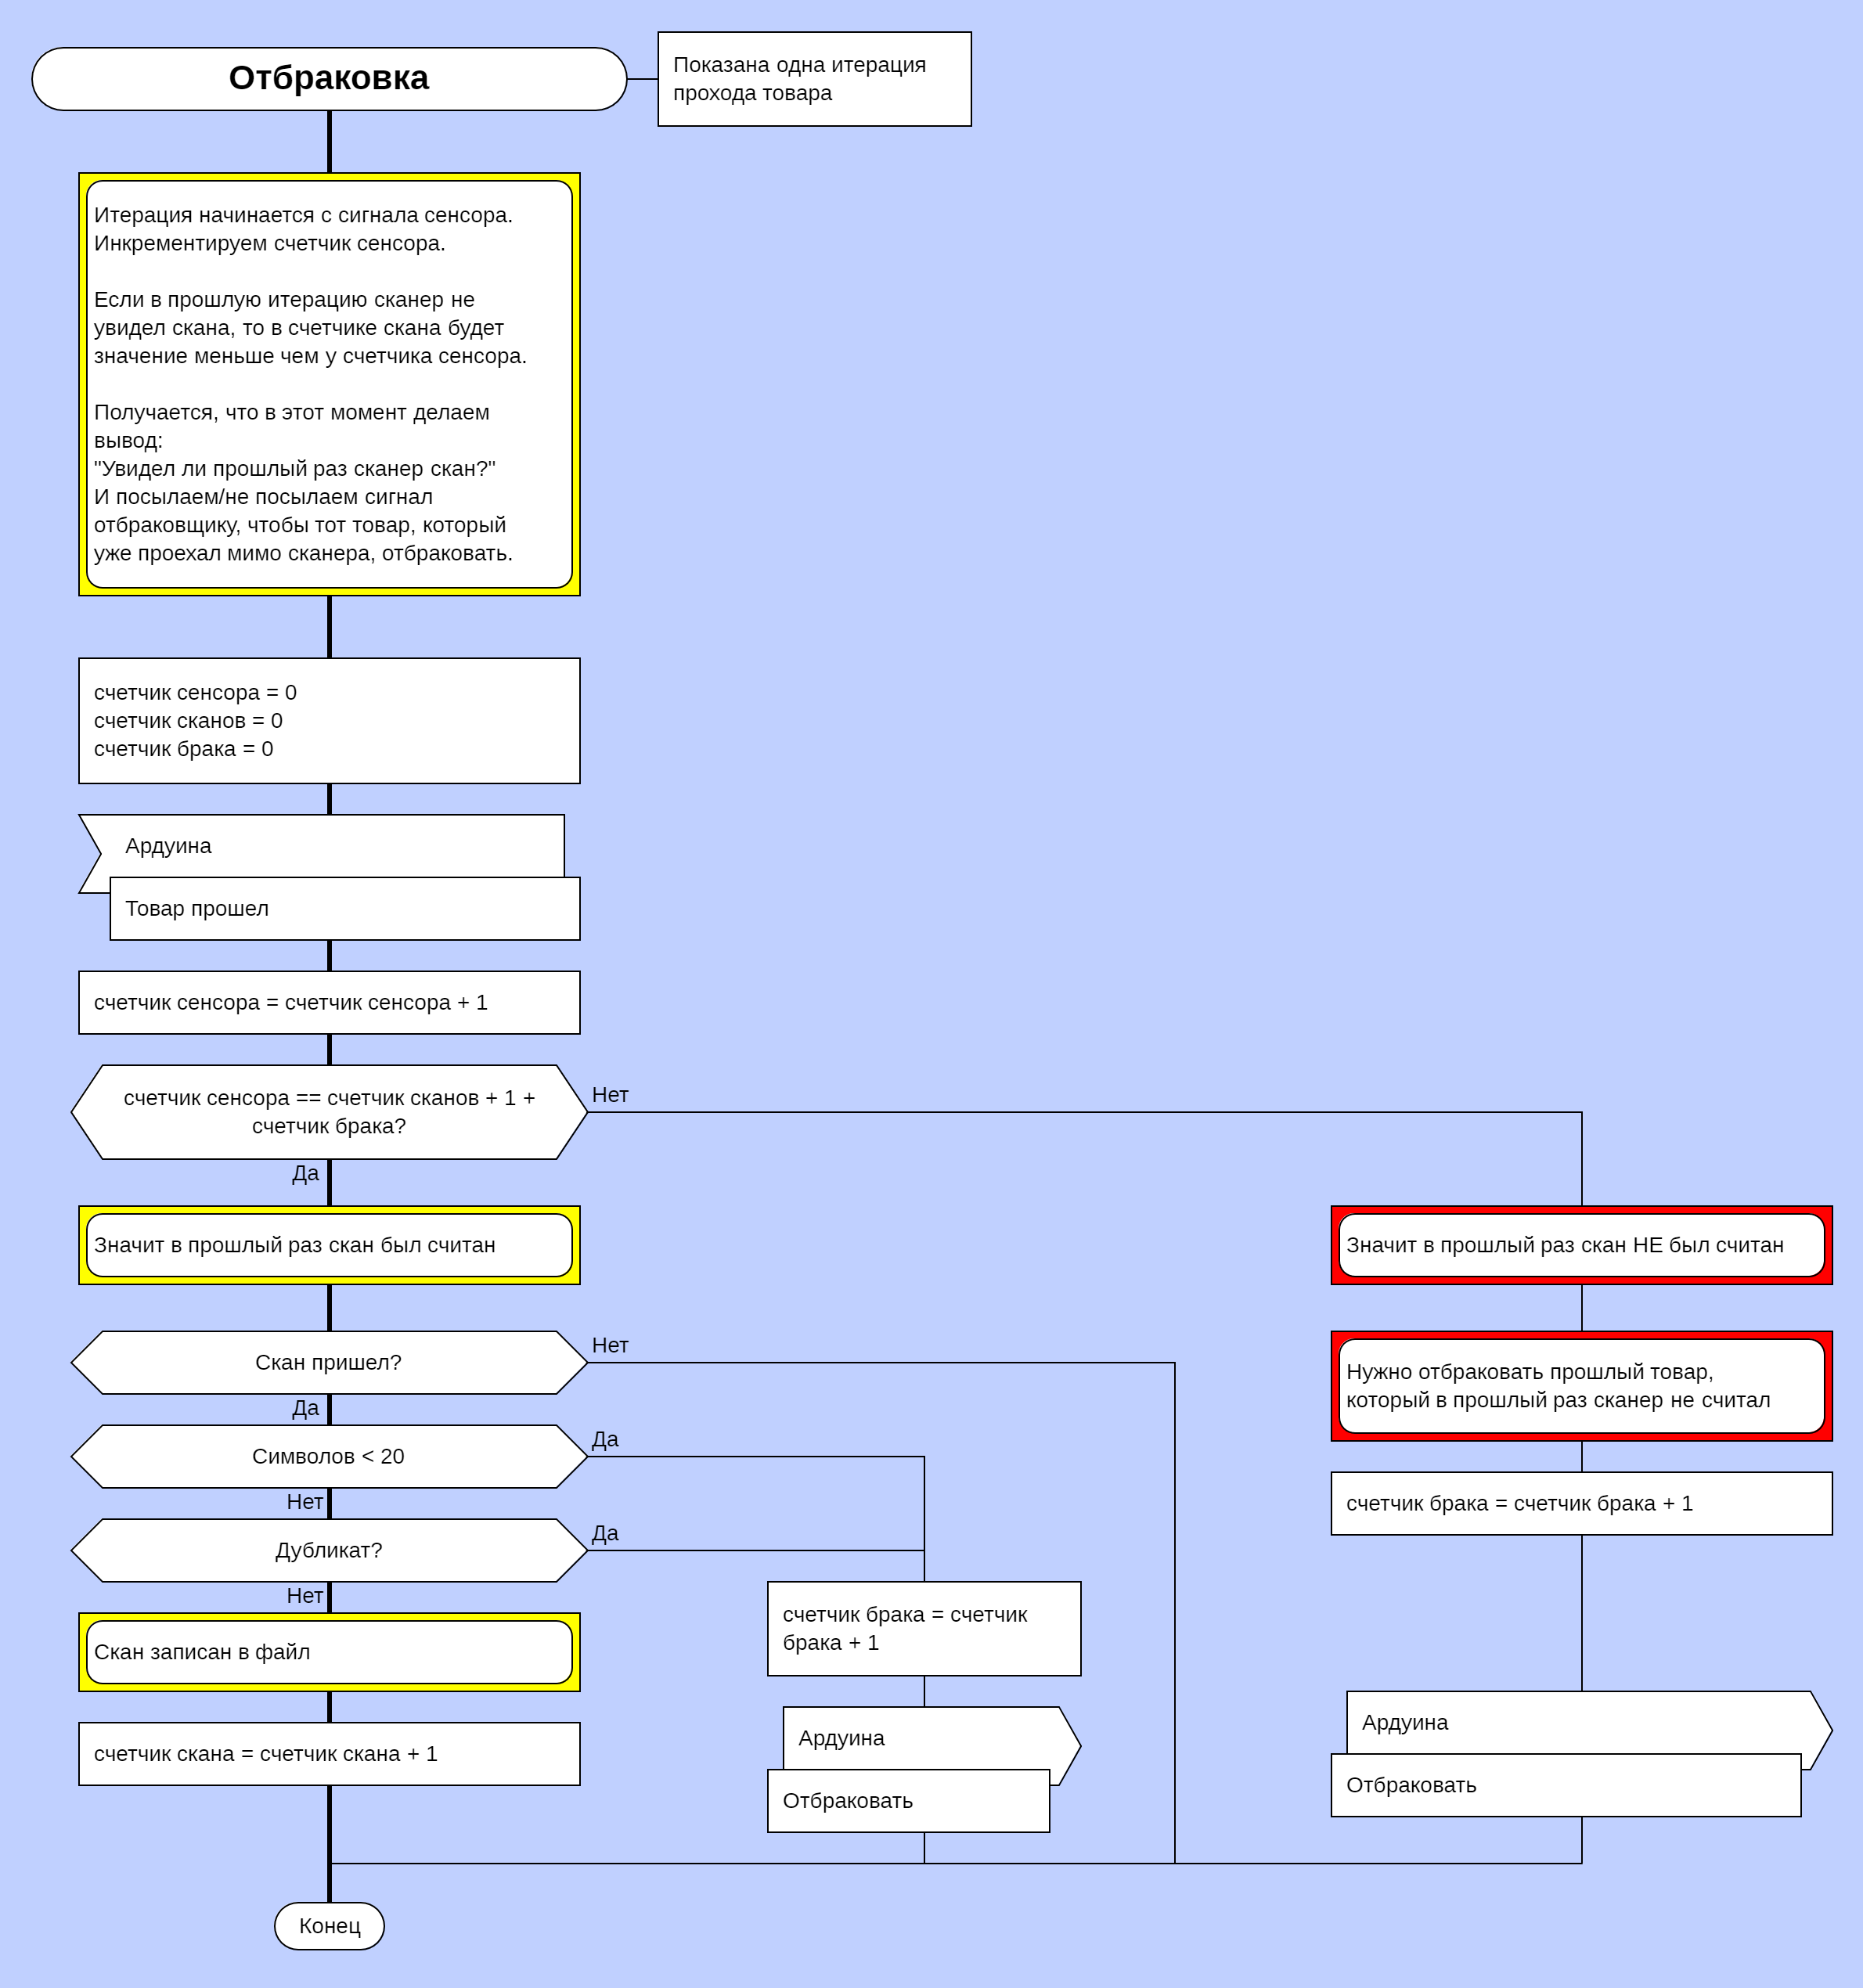 Отбраковка
Показана одна итерация
прохода товара
Итерация начинается с сигнала сенсора.
Инкрементируем счетчик сенсора.
Если в прошлую итерацию сканер не
увидел скана, то в счетчике скана будет
значение меньше чем у счетчика сенсора.
Получается, что в этот момент делаем
вывод:
"Увидел ли прошлый раз сканер скан?"
И посылаем/не посылаем сигнал
отбраковщику, чтобы тот товар, который
уже проехал мимо сканера, отбраковать.
счетчик сенсора = 0
счетчик сканов = 0
счетчик брака = 0
Ардуина
Товар прошел
счетчик сенсора = счетчик сенсора + 1
счетчик сенсора == счетчик сканов + 1 +
счетчик брака?
Нет
Да
Значит в прошлый раз скан был считан
Значит в прошлый раз скан НЕ был считан
Скан пришел?
Нет
Да
Нужно отбраковать прошлый товар,
который в прошлый раз сканер не считал
Символов < 20
Да
Нет
счетчик брака = счетчик брака + 1
Дубликат?
Да
Нет
счетчик брака = счетчик
брака + 1
Скан записан в файл
счетчик скана = счетчик скана + 1
Ардуина
Отбраковать
Ардуина
Отбраковать
Конец